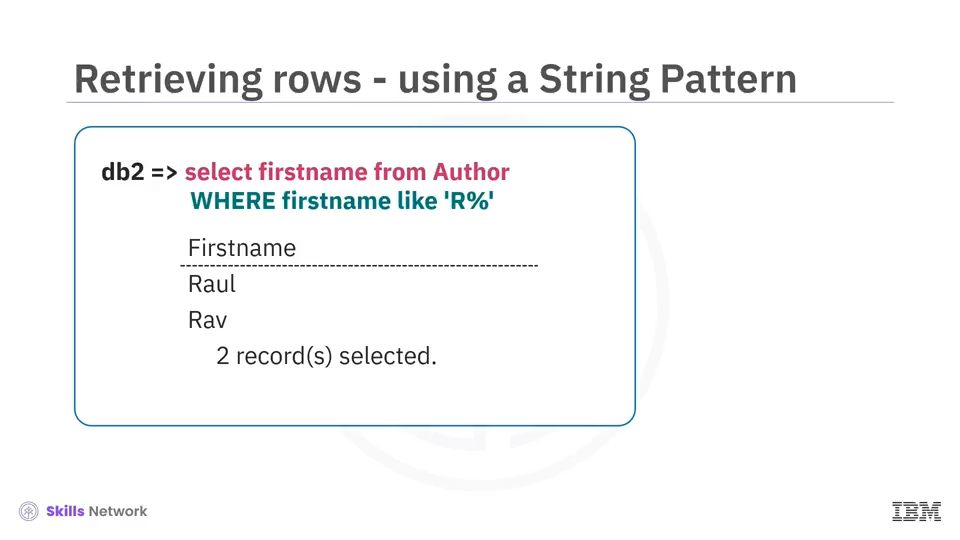 Retrieving rows - using a String Pattern
db2 => select firstname from Author
WHERE firstname like 'R%'
Firstname
Raul
Rav
2 record(s) selected.
Skills Network
IBM